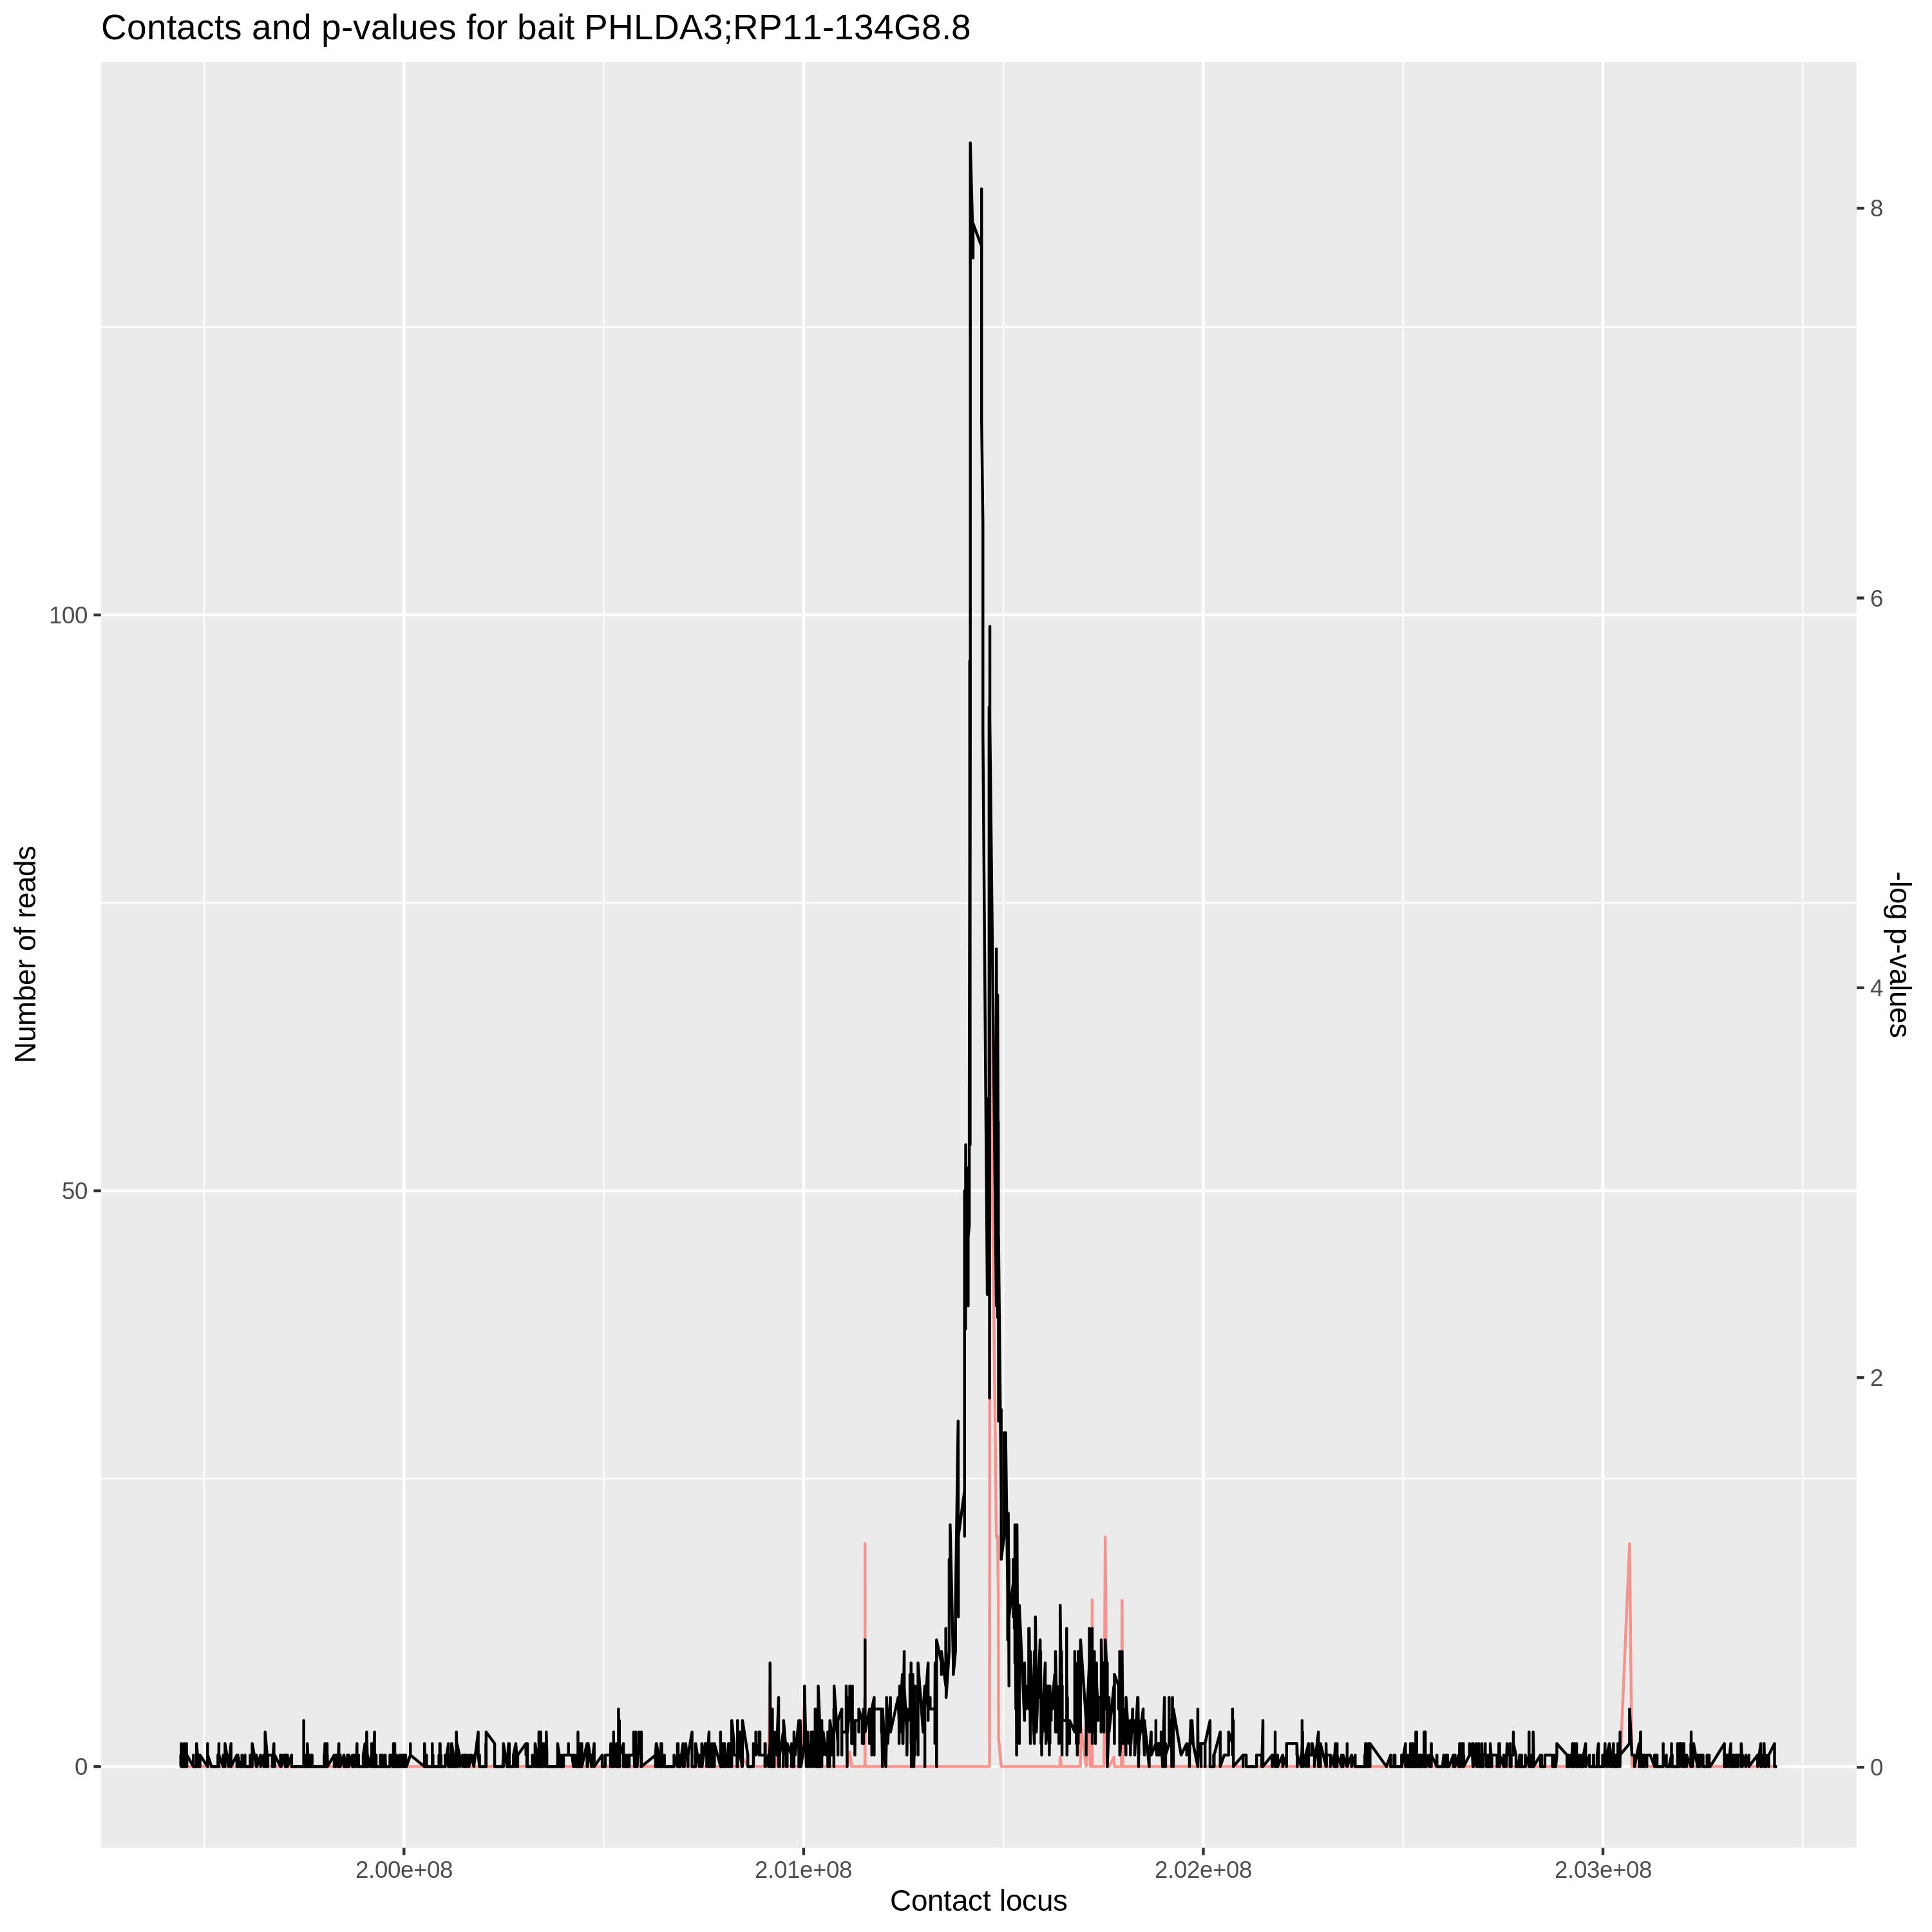 Contacts and p-values for bait PHLDA3;RP11-134G8.8
Number of reads
100
50
0
8
6
4
2
0
-log p-values
2.00e+08
2.01e+08
2.02e+08
2.03e+08
Contact locus